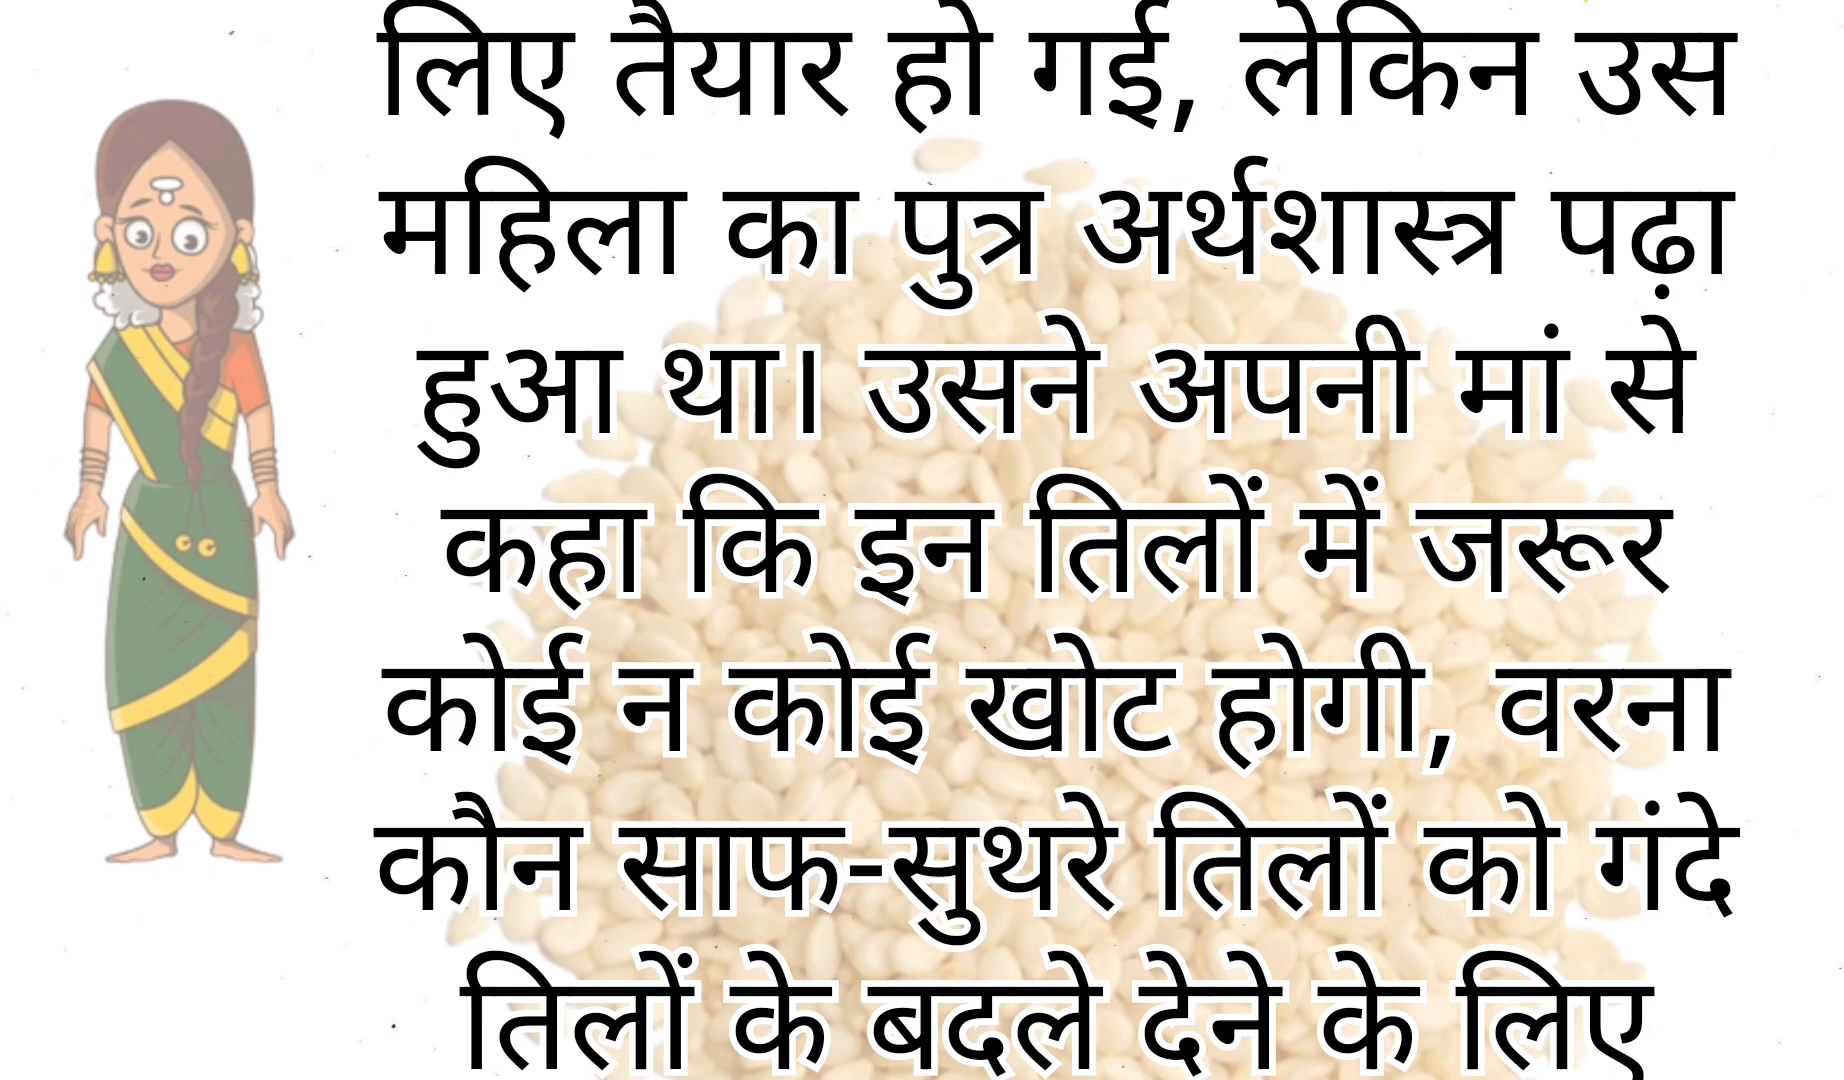 लिए तैयार हो गई, लेकिन उस
महिला का पुत्र अर्थशास्त्र पढ़ा
हुआ था। उसने अपनी मां से
कहा कि इन तिलों में जरूर
कोई न कोई खोट होगी, वरना
कौन साफ-सुथरे तिलों को गंदे
तिलों के बदले देने के लिए